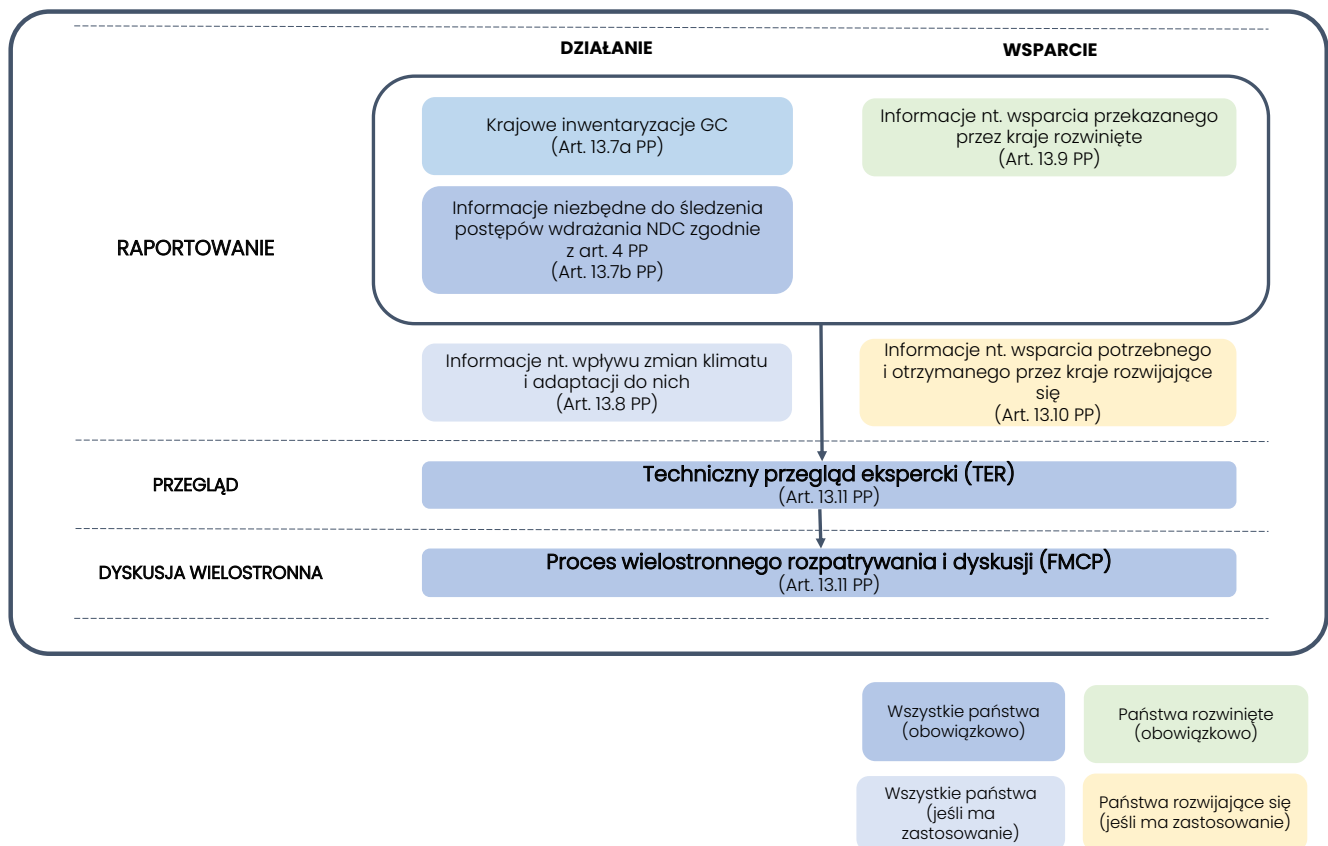 DZIAŁANIE
WSPARCIE
RAPORTOWANIE
Krajowe inwentaryzacje GC
(Art. 13.7a PP)
Informacje nt. wsparcia przekazanego
przez kraje rozwinięte
(Art. 13.9 PP)
Informacje niezbędne do śledzenia
postępów wdrażania NDC zgodnie
z art. 4 PP
(Art. 13.7b PP)
Informacje nt. wpływu zmian klimatu
i adaptacji do nich
(Art. 13.8 PP)
Informacje nt. wsparcia potrzebnego
i otrzymanego przez kraje rozwijające
się
(Art. 13.10 PP)
PRZEGLĄD
Techniczny przegląd ekspercki (TER)
(Art. 13.11 PP)
DYSKUSJA WIELOSTRONNA
Proces wielostronnego rozpatrywania i dyskusji (FMCP)
(Art. 13.11 PP)
Wszystkie państwa
(obowiązkowo)
Państwa rozwinięte
(obowiązkowo)
Wszystkie państwa
(jeśli ma
zastosowanie)
Państwa rozwijające się
(jeśli ma zastosowanie)